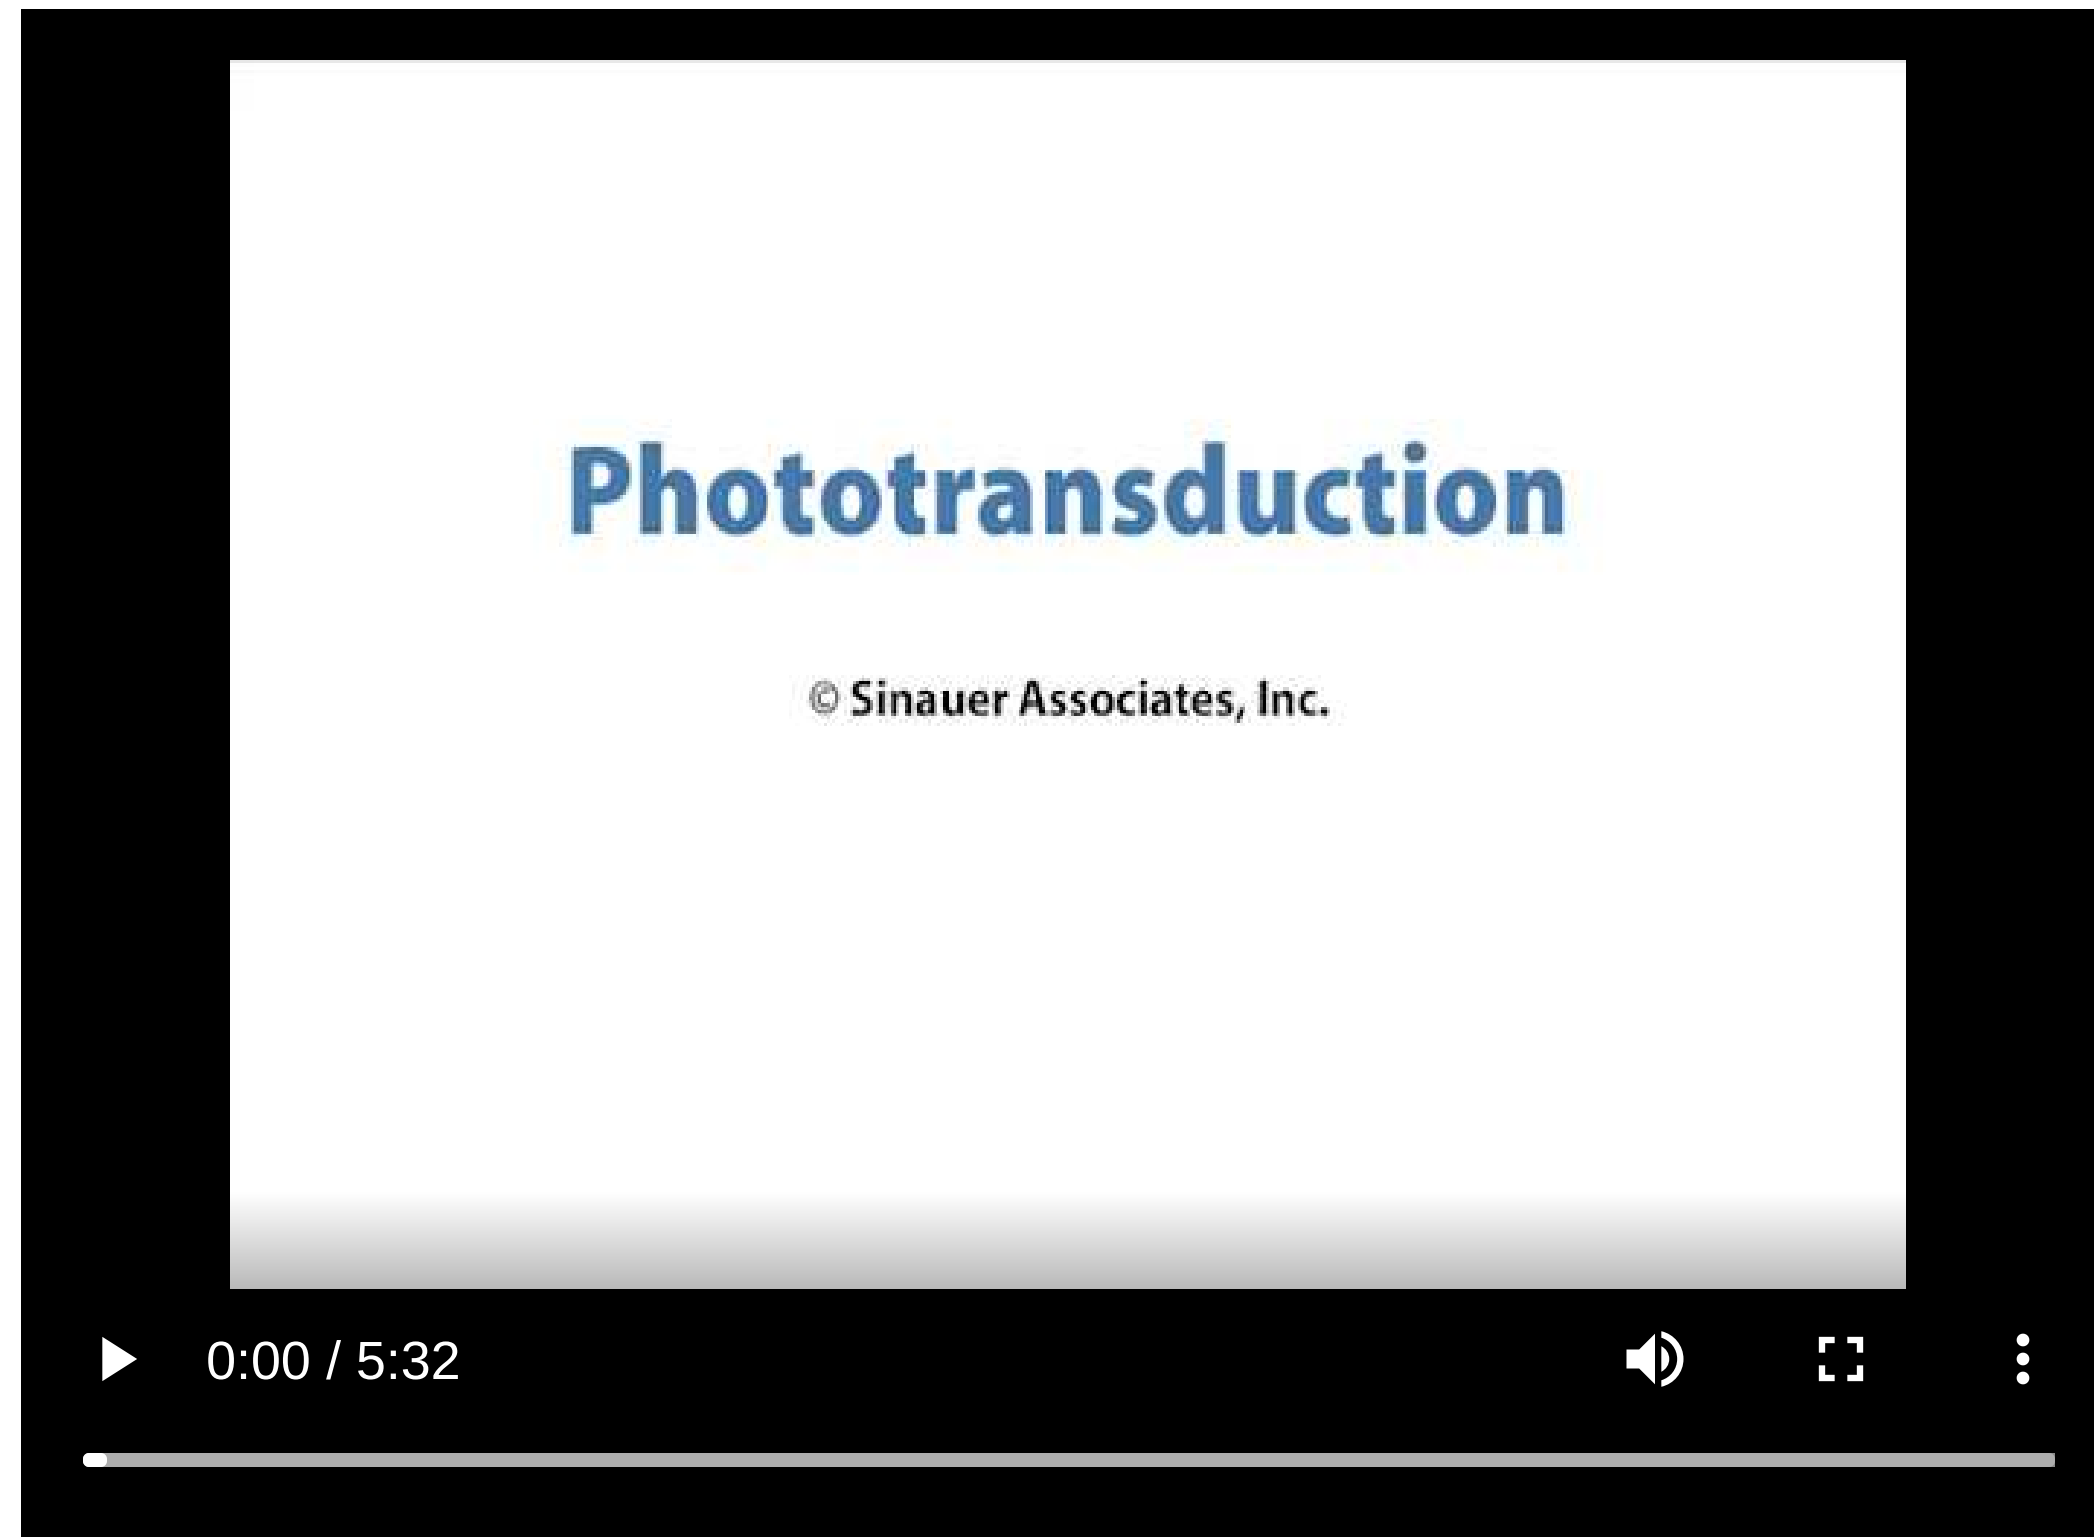 Phototransduction
© Sinauer Associates, Inc.
0:00 / 5:32